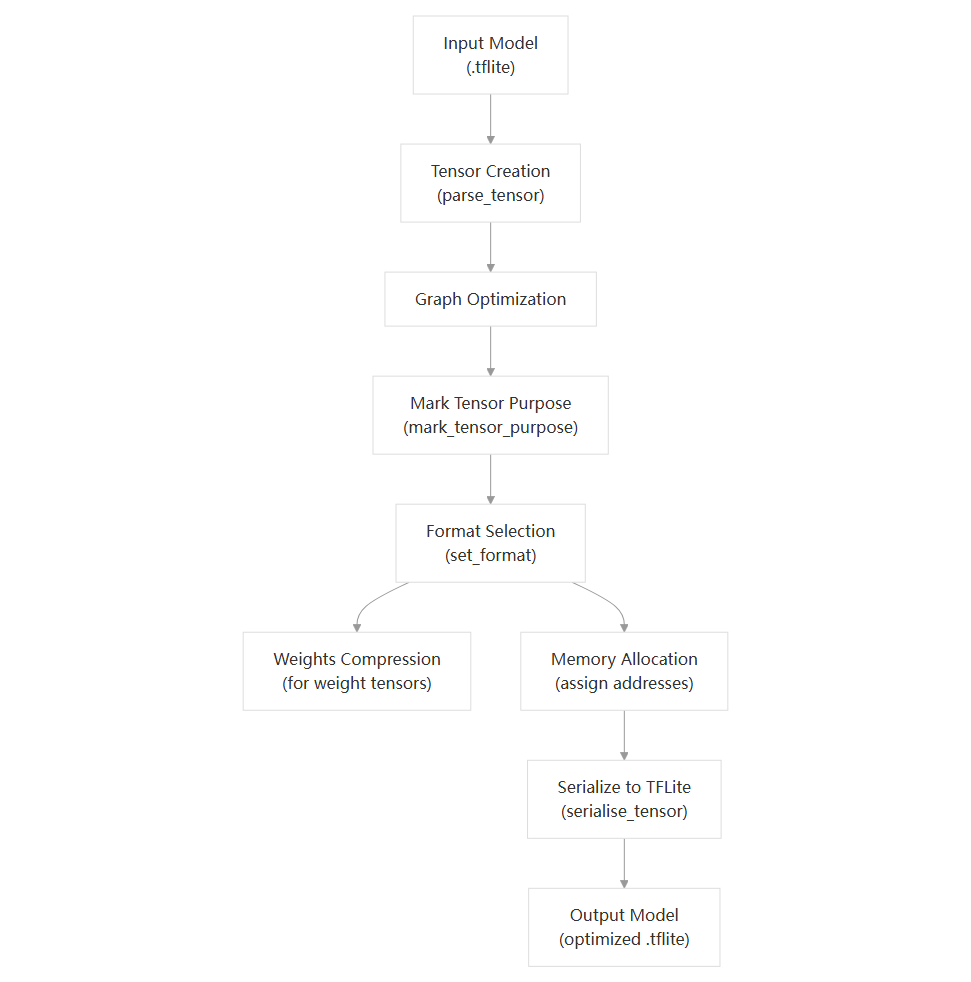 Input Model
(.tflite)
Tensor Creation
(parse_tensor)
Graph Optimization
Mark Tensor Purpose
(mark_tensor_purpose)
Format Selection
(set_format)
Weights Compression
(for weight tensors)
Memory Allocation
(assign addresses)
Serialize to TFLite
(serialise_tensor)
Output Model
(optimized .tflite)